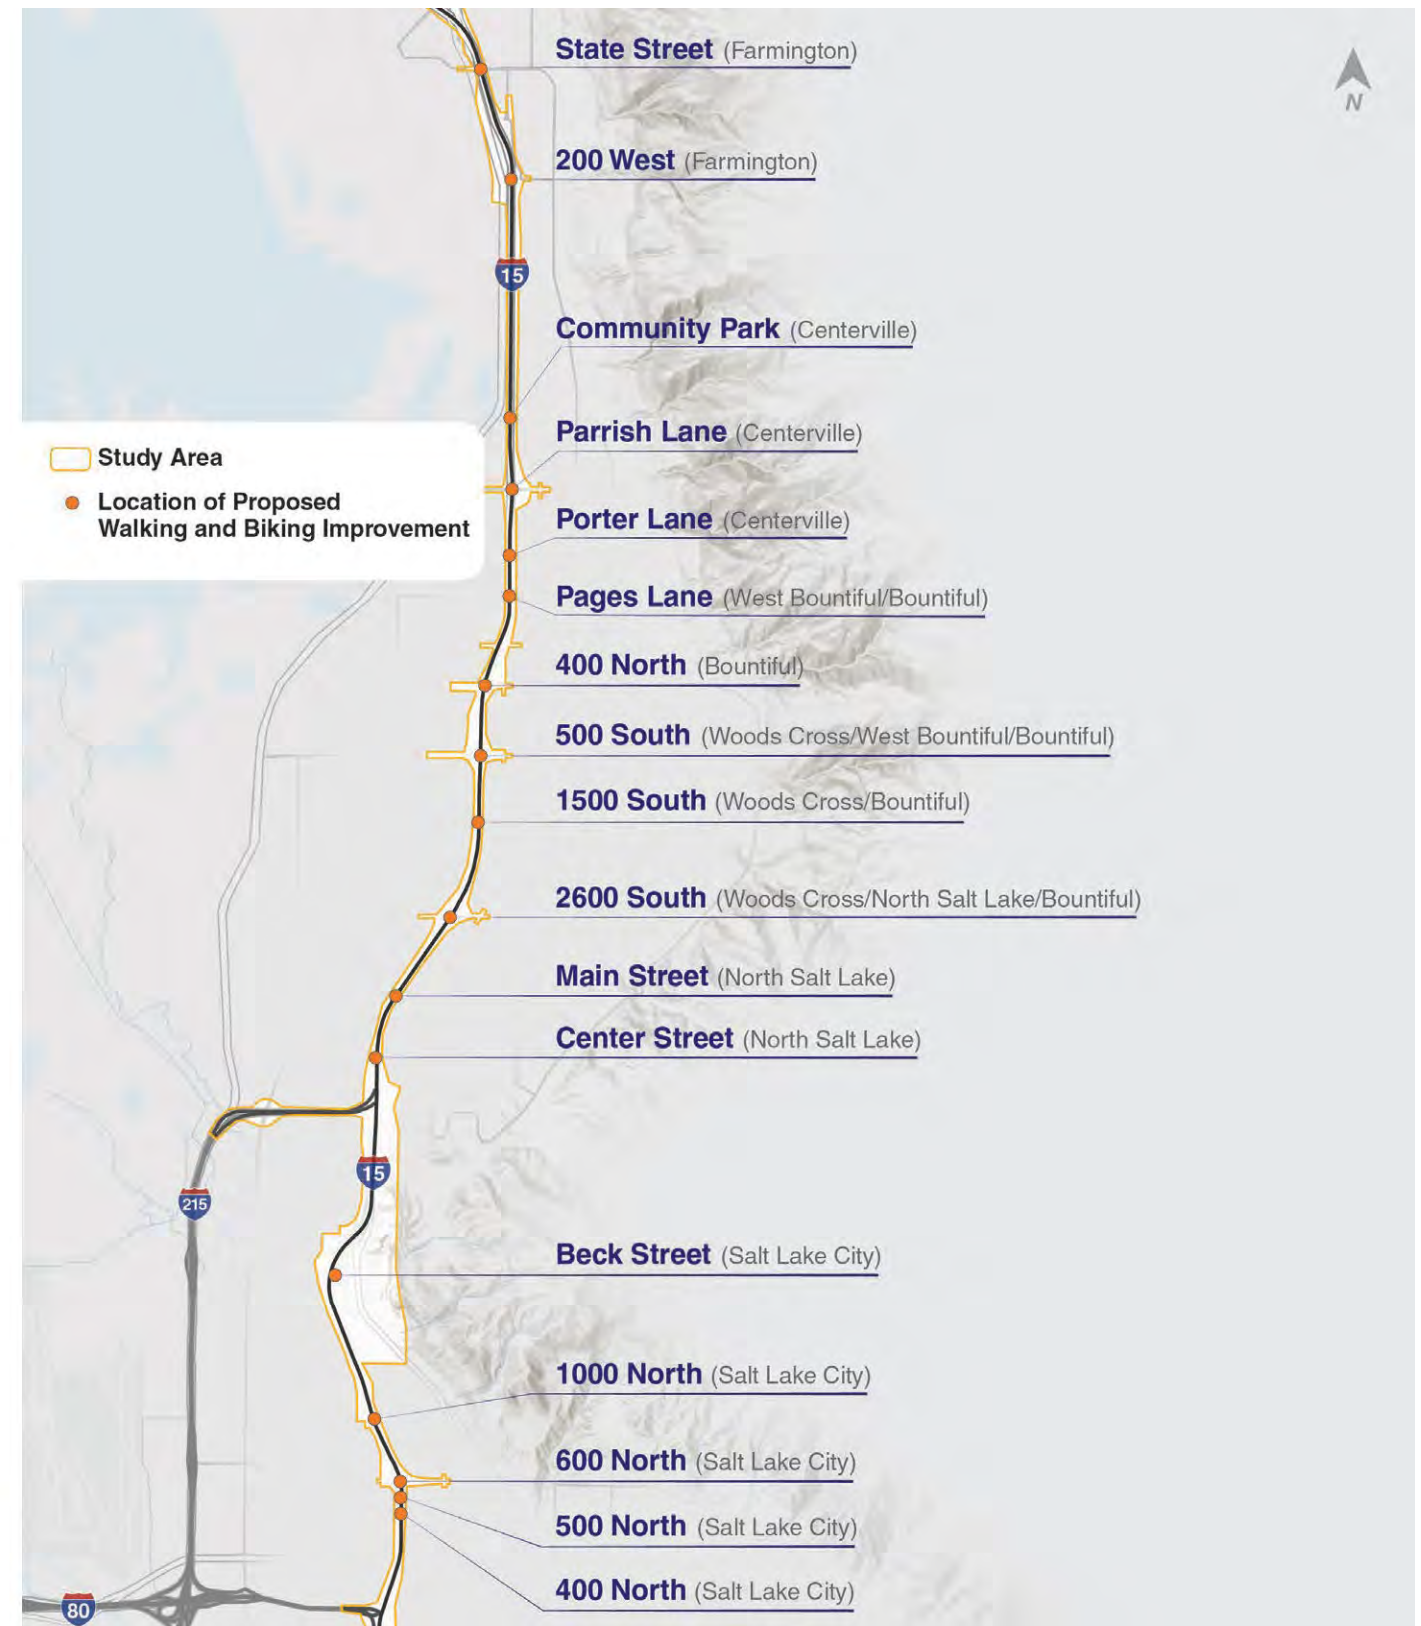 State Street (Farmington)
N
200 West (Farmington)
15
Community Park (Centerville)
Parrish Lane (Centerville)
Study Area
Location of Proposed
Walking and Biking Improvement
Porter Lane (Centerville)
Pages Lane (West Bountiful/Bountiful)
400 North (Bountiful)
500 South (Woods Cross/West Bountiful/Bountiful)
1500 South (Woods Cross/Bountiful)
2600 South (Woods Cross/North Salt Lake/Bountiful)
Main Street (North Salt Lake)
Center Street (North Salt Lake)
15
215
Beck Street (Salt Lake City)
1000 North (Salt Lake City)
600 North (Salt Lake City)
500 North (Salt Lake City)
400 North (Salt Lake City)
80